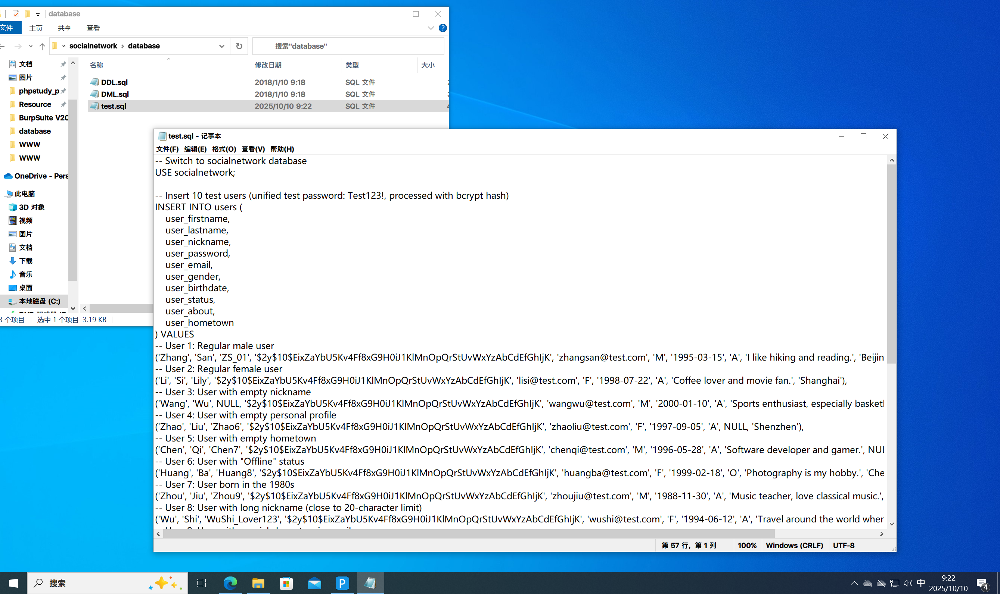 database
文件 主页 共享 查看
« socialnetwork › database
搜索"database"
名称 修改日期 类型 大小
DDL.sql 2018/1/10 9:18 SQL 文件
DML.sql 2018/1/10 9:18 SQL 文件
test.sql 2025/10/10 9:22 SQL 文件
文档
图片
phpstudy_p
Resource
BurpSuite V20
database
WWW
WWW
OneDrive - Pers
此电脑
3D 对象
视频
图片
文档
下载
音乐
桌面
本地磁盘 (C:)
3 个项目 选中 1 个项目 3.19 KB
test.sql - 记事本
文件(F) 编辑(E) 格式(O) 查看(V) 帮助(H)
-- Switch to socialnetwork database
USE socialnetwork;
-- Insert 10 test users (unified test password: Test123!, processed with bcrypt hash)
INSERT INTO users (
user_firstname,
user_lastname,
user_nickname,
user_password,
user_email,
user_gender,
user_birthdate,
user_status,
user_about,
user_hometown
) VALUES
-- User 1: Regular male user
('Zhang', 'San', 'ZS_01', '$2y$10$EixZaYbU5Kv4Ff8xG9H0iJ1KlMnOpQrStUvWxYzAbCdEfGhIjK', 'zhangsan@test.com', 'M', '1995-03-15', 'A', 'I like hiking and reading.', 'Beijin
-- User 2: Regular female user
('Li', 'Si', 'Lily', '$2y$10$EixZaYbU5Kv4Ff8xG9H0iJ1KlMnOpQrStUvWxYzAbCdEfGhIjK', 'lisi@test.com', 'F', '1998-07-22', 'A', 'Coffee lover and movie fan.', 'Shanghai'),
-- User 3: User with empty nickname
('Wang', 'Wu', NULL, '$2y$10$EixZaYbU5Kv4Ff8xG9H0iJ1KlMnOpQrStUvWxYzAbCdEfGhIjK', 'wangwu@test.com', 'M', '2000-01-10', 'A', 'Sports enthusiast, especially basketl
-- User 4: User with empty personal profile
('Zhao', 'Liu', 'Zhao6', '$2y$10$EixZaYbU5Kv4Ff8xG9H0iJ1KlMnOpQrStUvWxYzAbCdEfGhIjK', 'zhaoliu@test.com', 'F', '1997-09-05', 'A', NULL, 'Shenzhen'),
-- User 5: User with empty hometown
('Chen', 'Qi', 'Chen7', '$2y$10$EixZaYbU5Kv4Ff8xG9H0iJ1KlMnOpQrStUvWxYzAbCdEfGhIjK', 'chenqi@test.com', 'M', '1996-05-28', 'A', 'Software developer and gamer.', NUL
-- User 6: User with "Offline" status
('Huang', 'Ba', 'Huang8', '$2y$10$EixZaYbU5Kv4Ff8xG9H0iJ1KlMnOpQrStUvWxYzAbCdEfGhIjK', 'huangba@test.com', 'F', '1999-02-18', 'O', 'Photography is my hobby.', 'Che
-- User 7: User born in the 1980s
('Zhou', 'Jiu', 'Zhou9', '$2y$10$EixZaYbU5Kv4Ff8xG9H0iJ1KlMnOpQrStUvWxYzAbCdEfGhIjK', 'zhoujiu@test.com', 'M', '1988-11-30', 'A', 'Music teacher, love classical music.',
-- User 8: User with long nickname (close to 20-character limit)
('Wu', 'Shi', 'WuShi_Lover123', '$2y$10$EixZaYbU5Kv4Ff8xG9H0iJ1KlMnOpQrStUvWxYzAbCdEfGhIjK', 'wushi@test.com', 'F', '1994-06-12', 'A', 'Travel around the world wher
第 57 行，第 1 列 100% Windows (CRLF) UTF-8
搜索
中
9:22
2025/10/10
4